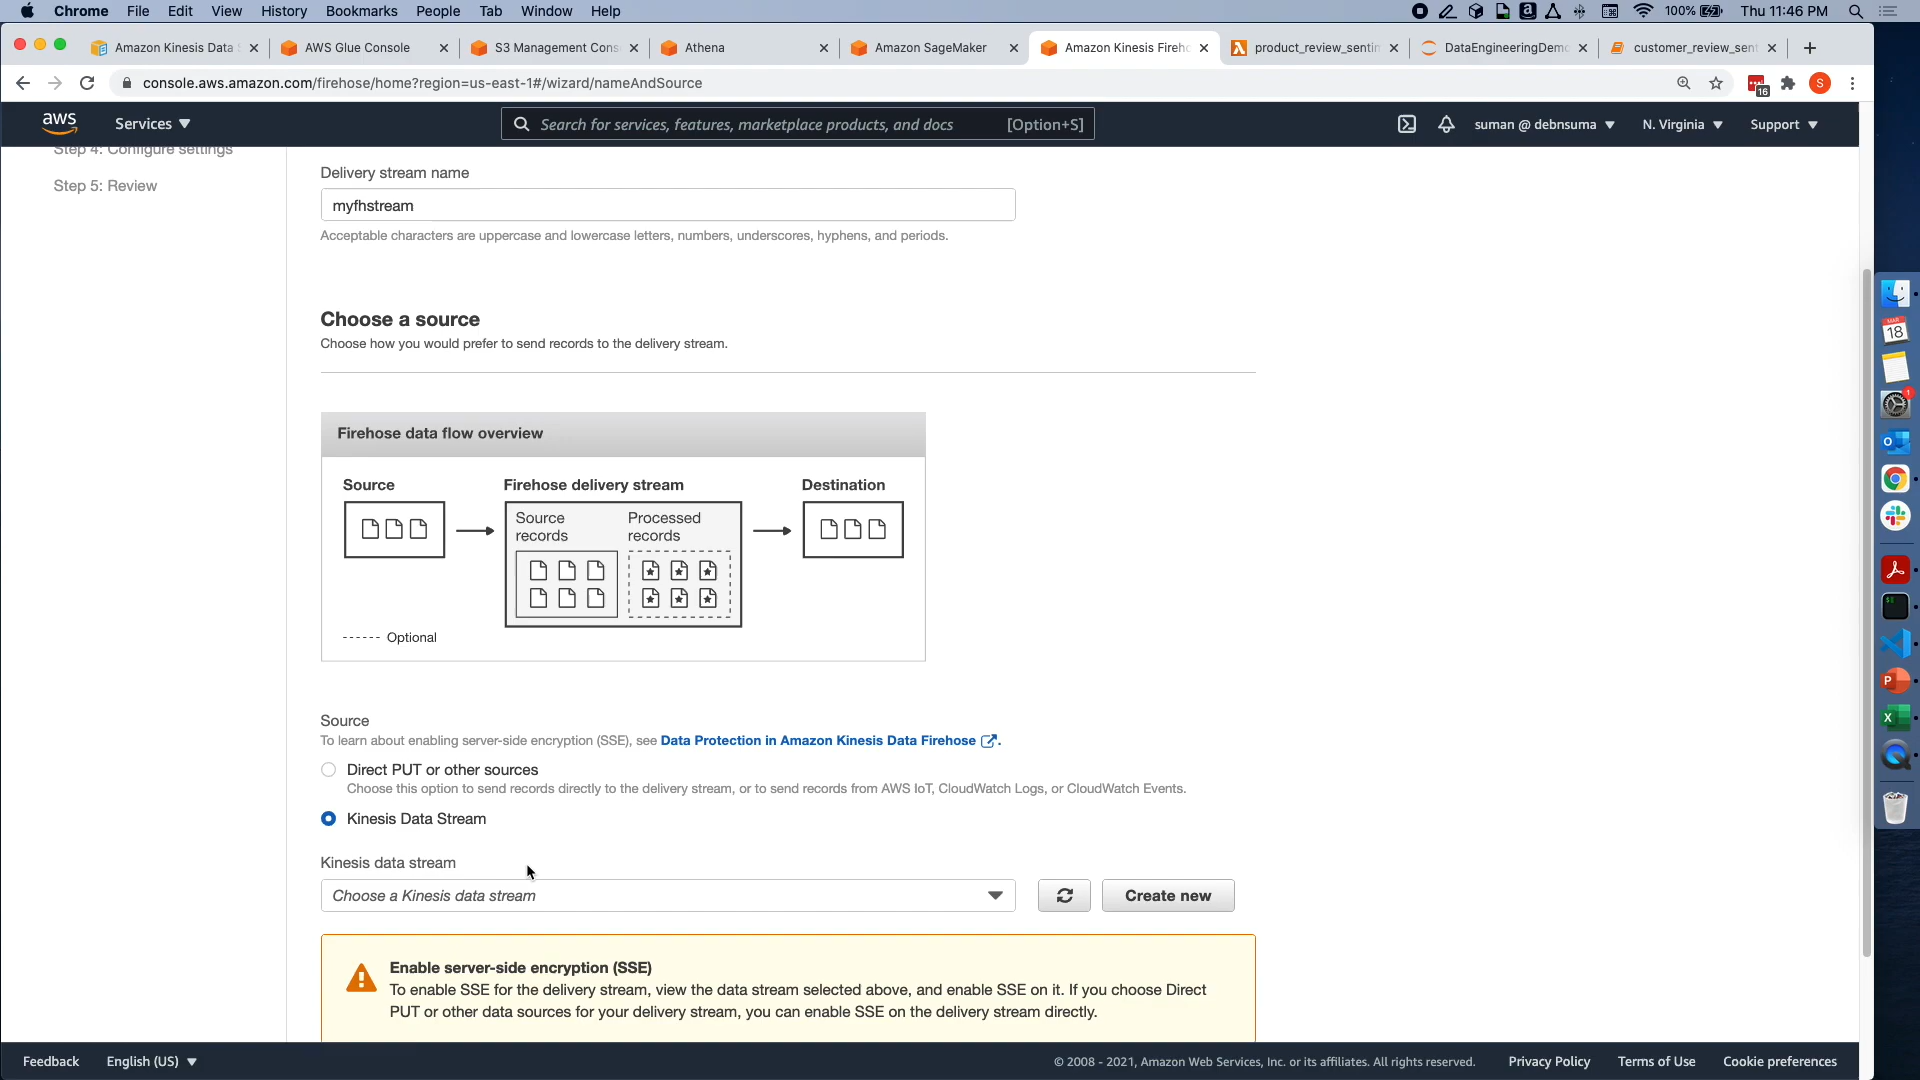 Chrome File Edit View History Bookmarks People Tab Window Help 100% Thu 11:46 PM
Amazon Kinesis Data AWS Glue Console S3 Management Cons Athena Amazon SageMaker Amazon Kinesis Fireh product_review_sentin DataEngineeringDemo customer_review_sent
console.aws.amazon.com/firehose/home?region=us-east-1#/wizard/nameAndSource
16
S
aws Services Search for services, features, marketplace products, and docs [Option+S] suman @ debnsuma N. Virginia Support
Step 4: Configure settings
Step 5: Review
Delivery stream name
myfhstream
Acceptable characters are uppercase and lowercase letters, numbers, underscores, hyphens, and periods.
Choose a source
Choose how you would prefer to send records to the delivery stream.
Firehose data flow overview
Source Firehose delivery stream Destination
Source records
Processed records
Optional
Source
To learn about enabling server-side encryption (SSE), see Data Protection in Amazon Kinesis Data Firehose .
Direct PUT or other sources
Choose this option to send records directly to the delivery stream, or to send records from AWS IoT, CloudWatch Logs, or CloudWatch Events.
Kinesis Data Stream
Kinesis data stream
Choose a Kinesis data stream Create new
Enable server-side encryption (SSE)
To enable SSE for the delivery stream, view the data stream selected above, and enable SSE on it. If you choose Direct
PUT or other data sources for your delivery stream, you can enable SSE on the delivery stream directly.
Feedback English (US) © 2008 - 2021, Amazon Web Services, Inc. or its affiliates. All rights reserved. Privacy Policy Terms of Use Cookie preferences
MAR
18
1